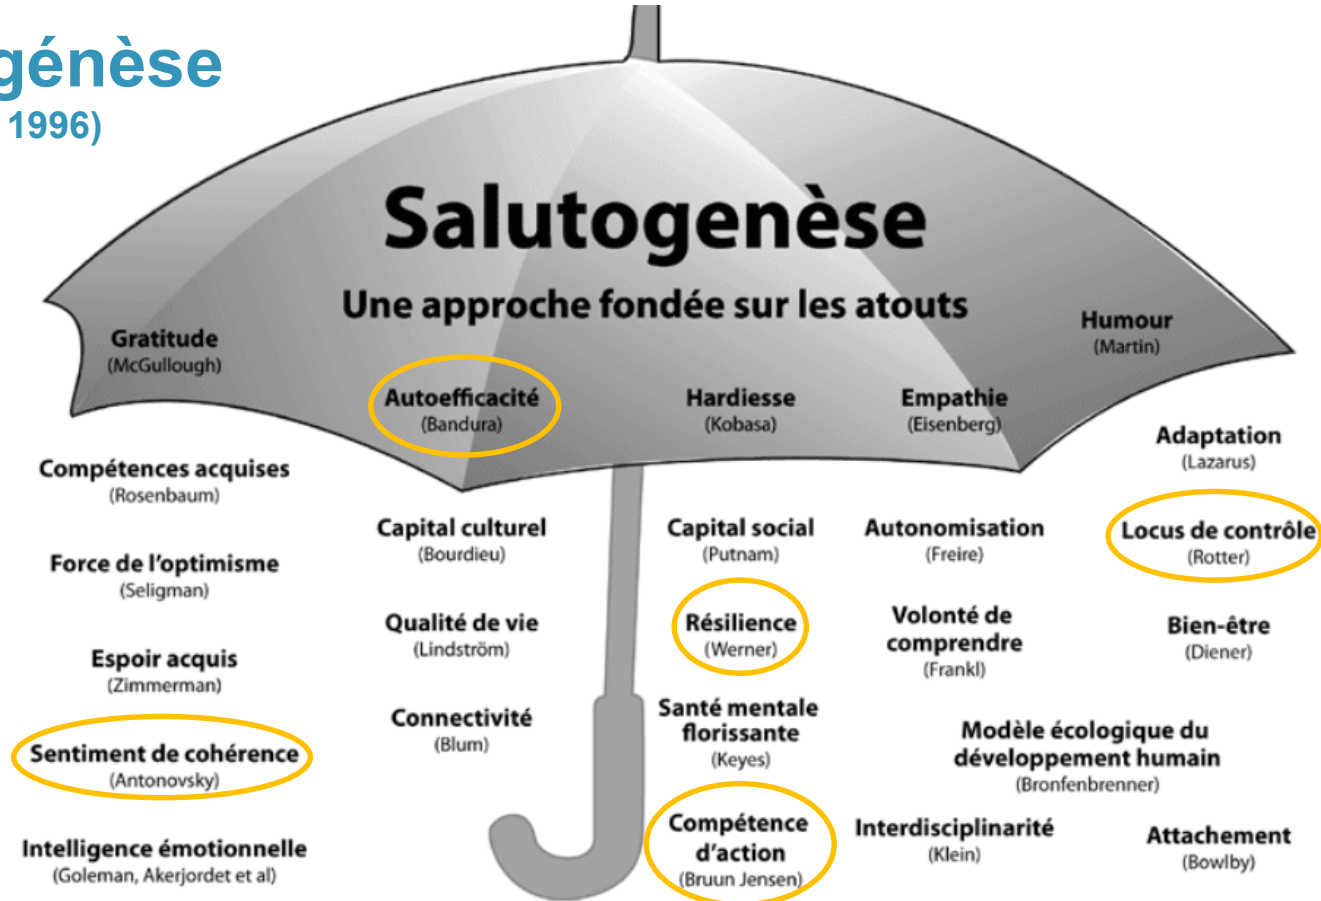 génèse
1996)
Salutogenèse
Une approche fondée sur les atouts
Gratitude
(McGullough)
Humour
(Martin)
Autoefficacité
(Bandura)
Hardiesse
(Kobasa)
Empathie
(Eisenberg)
Adaptation
(Lazarus)
Compétences acquises
(Rosenbaum)
Capital culturel
(Bourdieu)
Capital social
(Putnam)
Autonomisation
(Freire)
Locus de contrôle
(Rotter)
Force de l'optimisme
(Seligman)
Qualité de vie
(Lindström)
Résilience
(Werner)
Volonté de
comprendre
(Frankl)
Bien-être
(Diener)
Espoir acquis
(Zimmerman)
Connectivité
(Blum)
Santé mentale
florissante
(Keyes)
Modèle écologique du
développement humain
(Bronfenbrenner)
Sentiment de cohérence
(Antonovsky)
Compétence
d'action
(Bruun Jensen)
Interdisciplinarité
(Klein)
Attachement
(Bowlby)
Intelligence émotionnelle
(Goleman, Akerjordet et al)